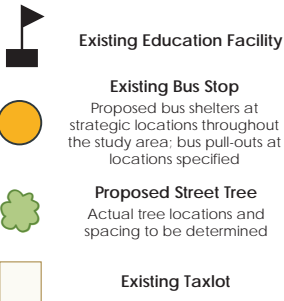 Existing Education Facility
Existing Bus Stop
Proposed bus shelters at
strategic locations throughout
the study area; bus pull-outs at
locations specified
Proposed Street Tree
Actual tree locations and
spacing to be determined
Existing Taxlot